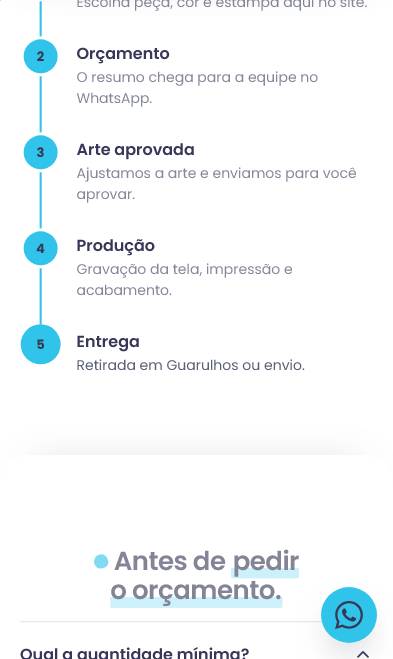 Escolha peça, cor e estampa aqui no site.
2
Orçamento
O resumo chega para a equipe no
WhatsApp.
3
Arte aprovada
Ajustamos a arte e enviamos para você
aprovar.
4
Produção
Gravação da tela, impressão e
acabamento.
5
Entrega
Retirada em Guarulhos ou envio.
Antes de pedir
o orçamento.
Qual a quantidade mínima?